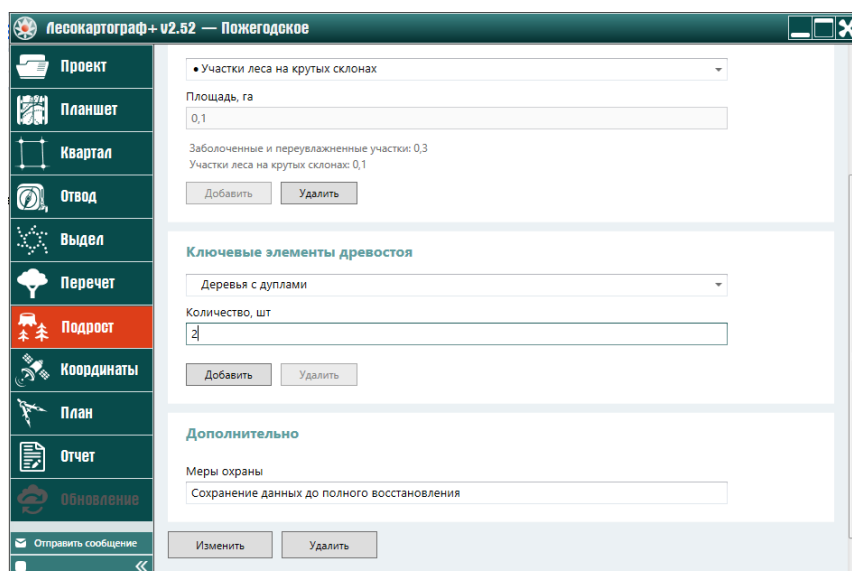 Лесокартограф+ v2.52 — Пожегодское
Проект
Планшет
Квартал
Отвод
Выдел
Перечет
Подрост
Координаты
План
Отчет
Обновление
Отправить сообщение
• Участки леса на крутых склонах
Площадь, га
0,1
Заболоченные и переувлажненные участки: 0,3
Участки леса на крутых склонах: 0,1
Добавить Удалить
Ключевые элементы древостоя
Деревья с дуплами
Количество, шт
2
Добавить Удалить
Дополнительно
Меры охраны
Сохранение данных до полного восстановления
Изменить Удалить